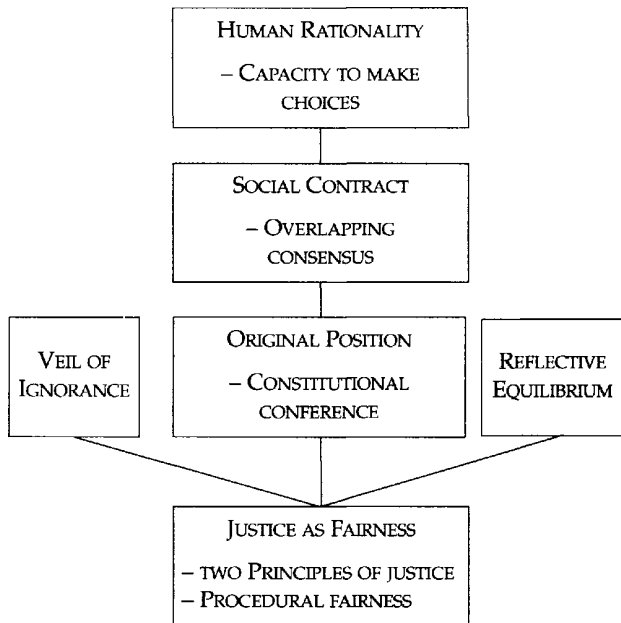 HUMAN RATIONALITY
– CAPACITY TO MAKE
CHOICES
SOCIAL CONTRACT
– OVERLAPPING
CONSENSUS
VEIL OF
IGNORANCE
ORIGINAL POSITION
– CONSTITUTIONAL
CONFERENCE
REFLECTIVE
EQUILIBRIUM
JUSTICE AS FAIRNESS
– TWO PRINCIPLES OF JUSTICE
– PROCEDURAL FAIRNESS